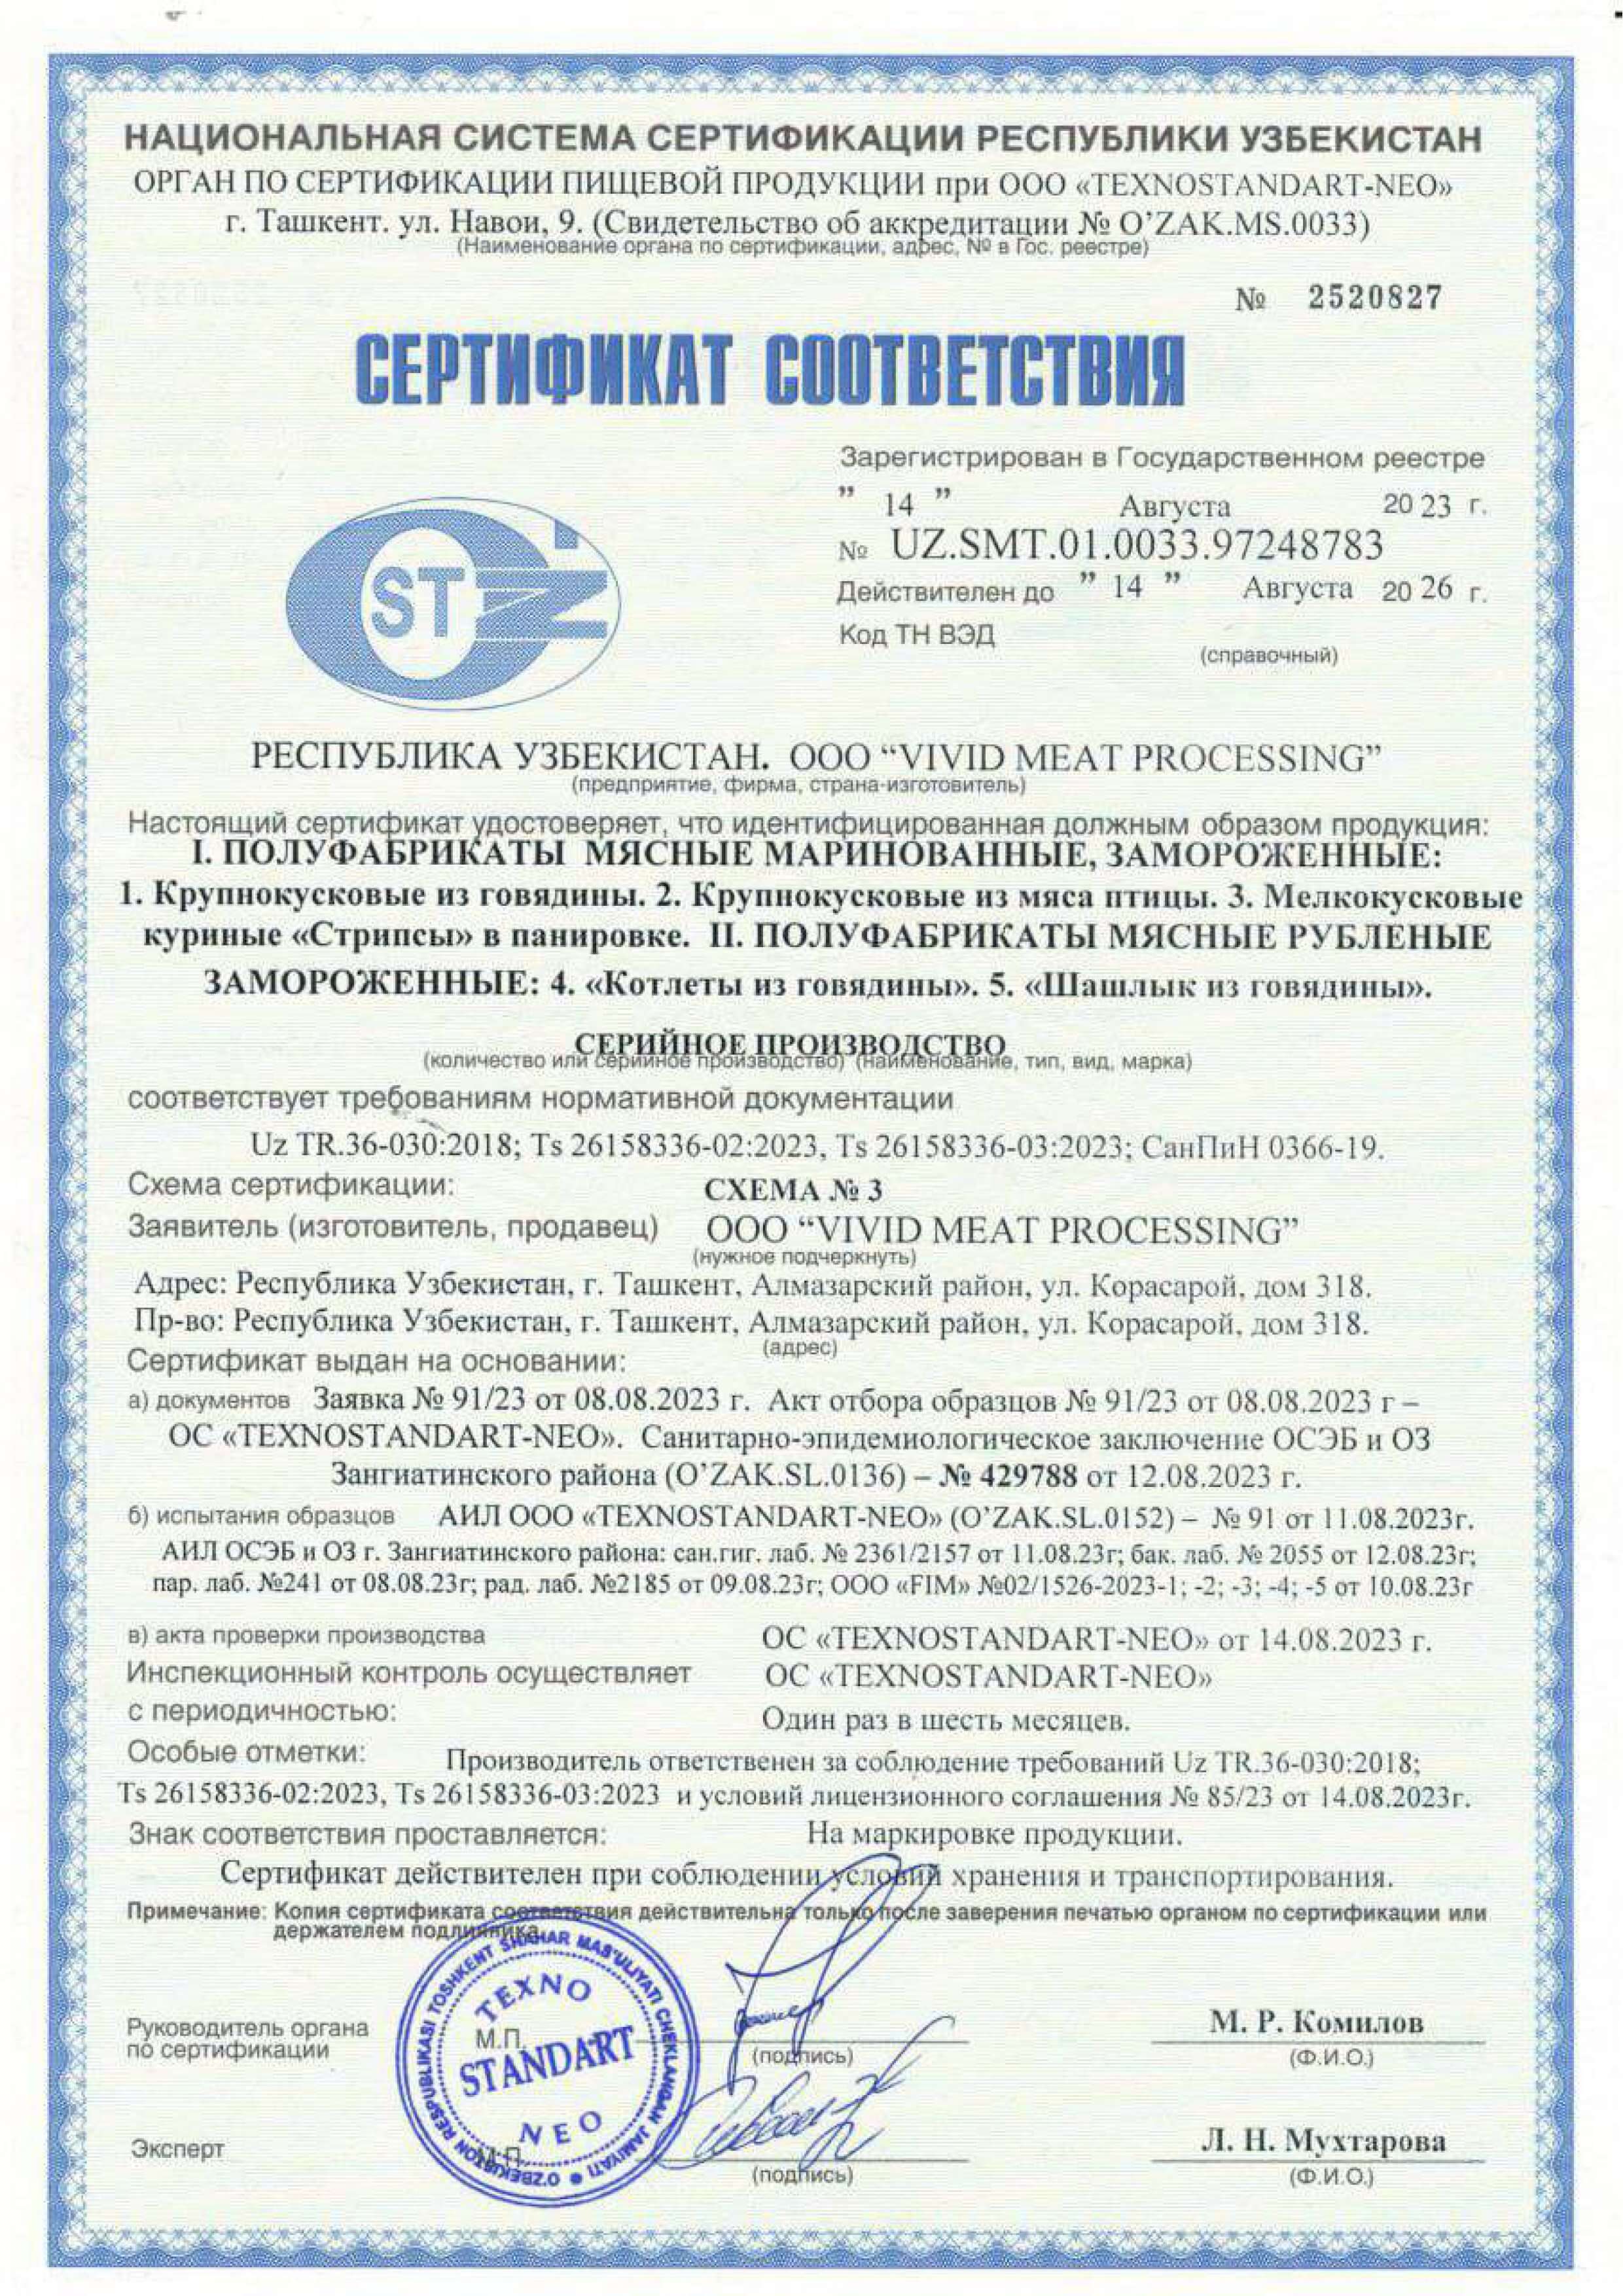 НАЦИОНАЛЬНАЯ СИСТЕМА СЕРТИФИКАЦИИ РЕСПУБЛИКИ УЗБЕКИСТАН
ОРГАН ПО СЕРТИФИКАЦИИ ПИЩЕВОЙ ПРОДУКЦИИ при ООО «TEXNOSTANDART-NEO»
г. Ташкент. ул. Навои, 9. (Свидетельство об аккредитации № O’ZAK.MS.0033)
(Наименование органа по сертификации, адрес, № в Гос. реестре)
№ 2520827
СЕРТИФИКАТ СООТВЕТСТВИЯ
Зарегистрирован в Государственном реестре
” 14 ” Августа 20 23 г.
№ UZ.SMT.01.0033.97248783
Действителен до ” 14 ” Августа 20 26 г.
Код ТН ВЭД
(справочный)
ST
РЕСПУБЛИКА УЗБЕКИСТАН. ООО “VIVID MEAT PROCESSING”
(предприятие, фирма, страна-изготовитель)
Настоящий сертификат удостоверяет, что идентифицированная должным образом продукция:
I. ПОЛУФАБРИКАТЫ МЯСНЫЕ МАРИНОВАННЫЕ, ЗАМОРОЖЕННЫЕ:
1. Крупнокусковые из говядины. 2. Крупнокусковые из мяса птицы. 3. Мелкокусковые
куриные «Стрипсы» в панировке. II. ПОЛУФАБРИКАТЫ МЯСНЫЕ РУБЛЕНЫЕ
ЗАМОРОЖЕННЫЕ: 4. «Котлеты из говядины». 5. «Шашлык из говядины».
СЕРИЙНОЕ ПРОИЗВОДСТВО
(количество или серийное производство) (наименование, тип, вид, марка)
соответствует требованиям нормативной документации
Uz TR.36-030:2018; Ts 26158336-02:2023, Ts 26158336-03:2023; СанПиН 0366-19.
Схема сертификации: СХЕМА № 3
Заявитель (изготовитель, продавец) ООО “VIVID MEAT PROCESSING”
(нужное подчеркнуть)
Адрес: Республика Узбекистан, г. Ташкент, Алмазарский район, ул. Корасарой, дом 318.
Пр-во: Республика Узбекистан, г. Ташкент, Алмазарский район, ул. Корасарой, дом 318.
(адрес)
Сертификат выдан на основании:
а) документов Заявка № 91/23 от 08.08.2023 г. Акт отбора образцов № 91/23 от 08.08.2023 г –
ОС «TEXNOSTANDART-NEO». Санитарно-эпидемиологическое заключение ОСЭБ и ОЗ
Зангиатинского района (O’ZAK.SL.0136) – № 429788 от 12.08.2023 г.
б) испытания образцов АИЛ ООО «TEXNOSTANDART-NEO» (O’ZAK.SL.0152) – № 91 от 11.08.2023г.
АИЛ ОСЭБ и ОЗ г. Зангиатинского района: сан.гиг. лаб. № 2361/2157 от 11.08.23г; бак. лаб. № 2055 от 12.08.23г;
пар. лаб. №241 от 08.08.23г; рад. лаб. №2185 от 09.08.23г; ООО «FIM» №02/1526-2023-1; -2; -3; -4; -5 от 10.08.23г
в) акта проверки производства ОС «TEXNOSTANDART-NEO» от 14.08.2023 г.
Инспекционный контроль осуществляет ОС «TEXNOSTANDART-NEO»
с периодичностью: Один раз в шесть месяцев.
Особые отметки: Производитель ответственен за соблюдение требований Uz TR.36-030:2018;
Ts 26158336-02:2023, Ts 26158336-03:2023 и условий лицензионного соглашения № 85/23 от 14.08.2023г.
Знак соответствия проставляется: На маркировке продукции.
Сертификат действителен при соблюдении условий хранения и транспортирования.
Примечание: Копия сертификата соответствия действительна только после заверения печатью органом по сертификации или
держателем подлинника.
Руководитель органа
по сертификации
М.П.
(подпись)
М. Р. Комилов
(Ф.И.О.)
O'ZBEKISTON RESPUBLIKASI TOSHKENT SHAHAR MAS'ULIYATI CHEKLANGAN JAMIYATI
TEXNO
STANDART
NEO
Эксперт
М.П.
(подпись)
Л. Н. Мухтарова
(Ф.И.О.)